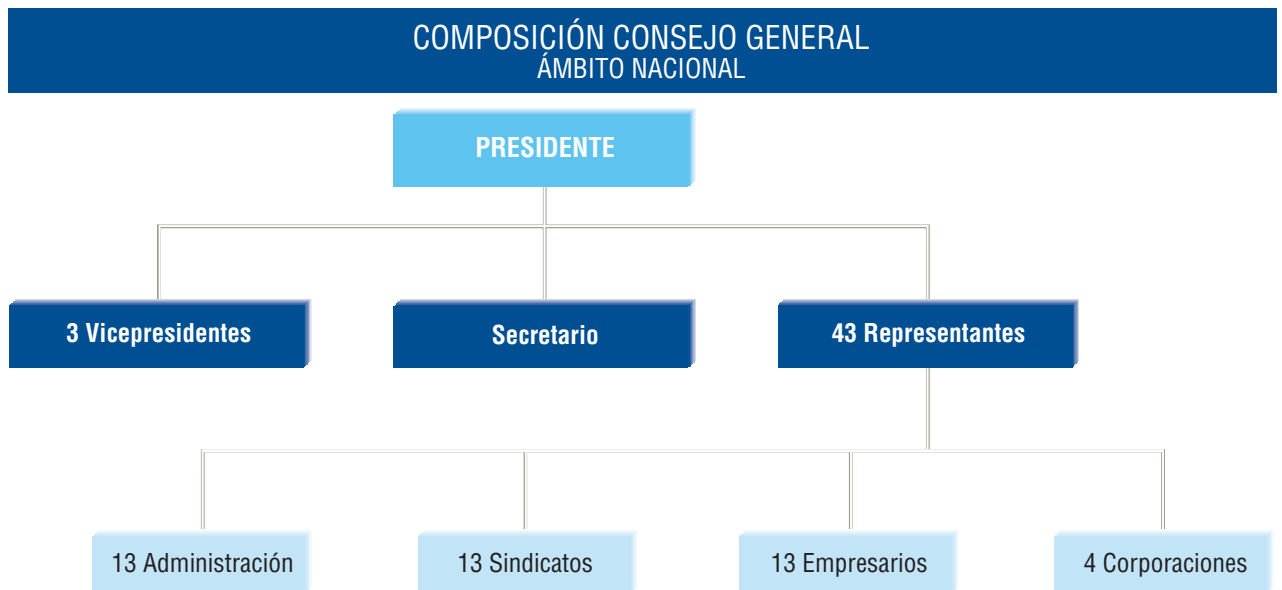 COMPOSICIÓN CONSEJO GENERAL
ÁMBITO NACIONAL
PRESIDENTE
3 Vicepresidentes
Secretario
43 Representantes
13 Administración
13 Sindicatos
13 Empresarios
4 Corporaciones